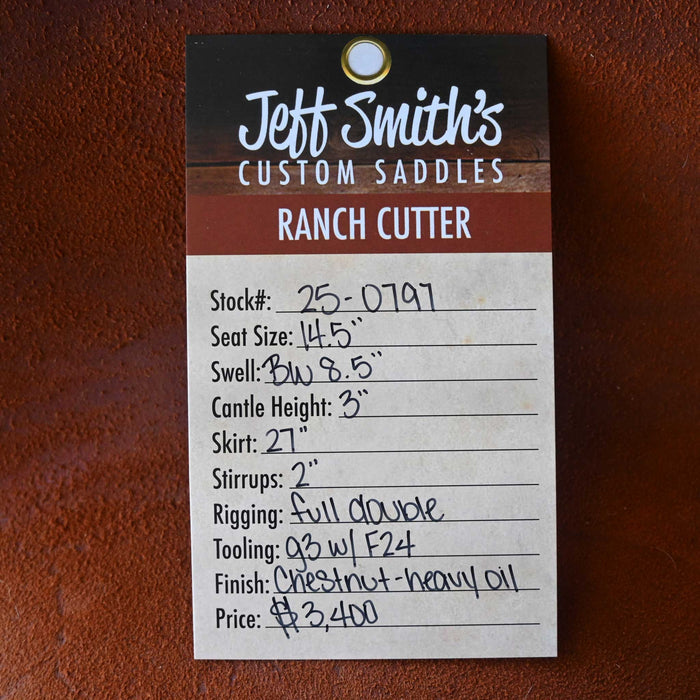 Jeff Smith's
CUSTOM SADDLES
RANCH CUTTER
Stock#: 25-0797
Seat Size: 14.5"
Swell: BW 8.5"
Cantle Height: 3"
Skirt: 27"
Stirrups: 2"
Rigging: full double
Tooling: g3 w/ F24
Finish: Chestnut-heavy oil
Price: $3,400